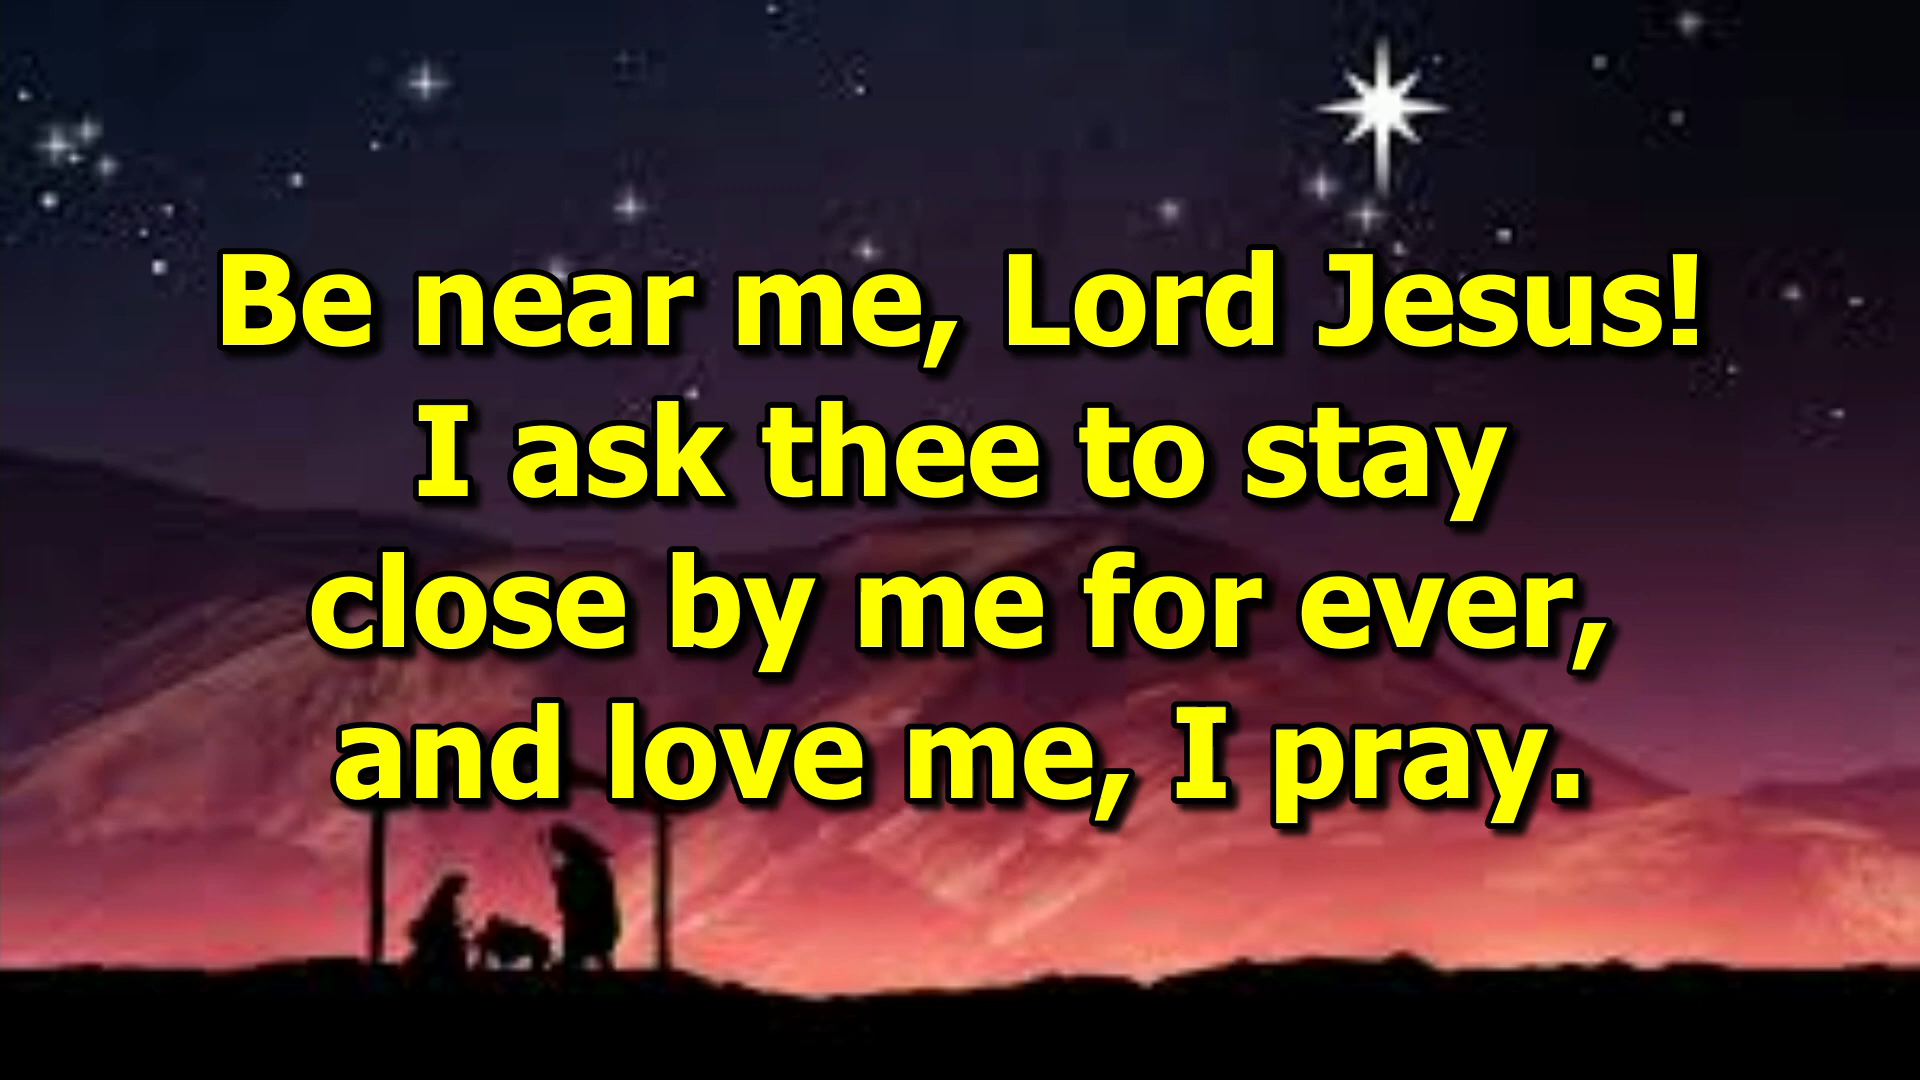 Be near me, Lord Jesus!
I ask thee to stay
close by me for ever,
and love me, I pray.